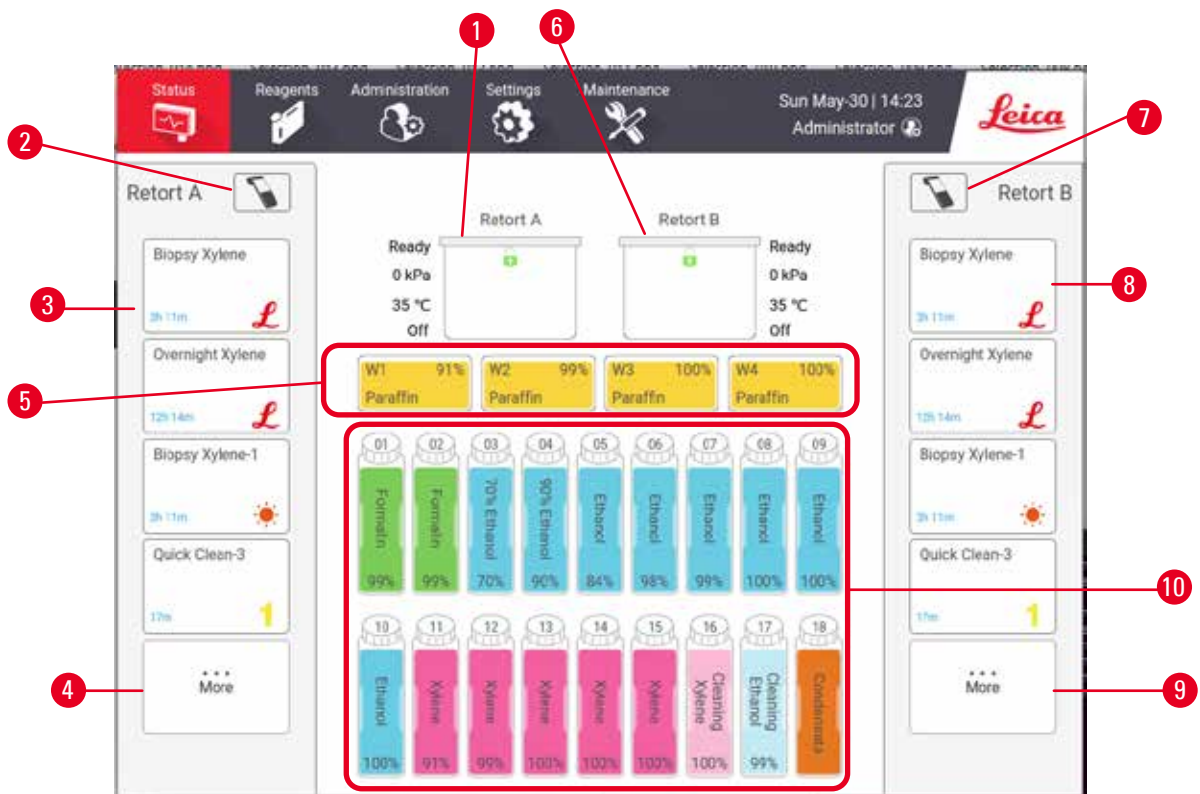 1
6
Status
Reagents
Administration
Settings
Maintenance
Sun May-30 | 14:23
Administrator
Leica
2
7
Retort A
Retort B
Retort A
Retort B
Ready
0 kPa
35 °C
Off
Ready
0 kPa
35 °C
Off
3
Biopsy Xylene
3h 11m
L
Overnight Xylene
12h 14m
L
Biopsy Xylene-1
3h 11m
Quick Clean-3
17m
1
4
... More
5
W1 91% Paraffin
W2 99% Paraffin
W3 100% Paraffin
W4 100% Paraffin
01 Formalin 99%
02 Formalin 99%
03 70% Ethanol 70%
04 90% Ethanol 90%
05 Ethanol 84%
06 Ethanol 98%
07 Ethanol 99%
08 Ethanol 100%
09 Ethanol 100%
10 Ethanol 100%
11 Xylene 91%
12 Xylene 99%
13 Xylene 100%
14 Xylene 100%
15 Xylene 100%
16 Cleaning Xylene 100%
17 Cleaning Ethanol 99%
18 Condensate
8
Biopsy Xylene
3h 11m
L
Overnight Xylene
12h 14m
L
Biopsy Xylene-1
3h 11m
Quick Clean-3
17m
1
10
... More
9